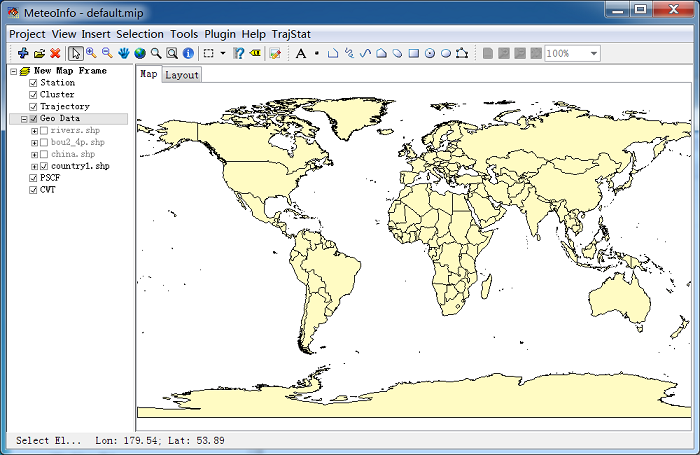 MeteoInfo - default.mip
Project View Insert Selection Tools Plugin Help TrajStat
A 100%
New Map Frame
Map Layout
Station
Cluster
Trajectory
Geo Data
rivers.shp
bou2_4p.shp
china.shp
country1.shp
PSCF
CWT
Select El... Lon: 179.54; Lat: 53.89